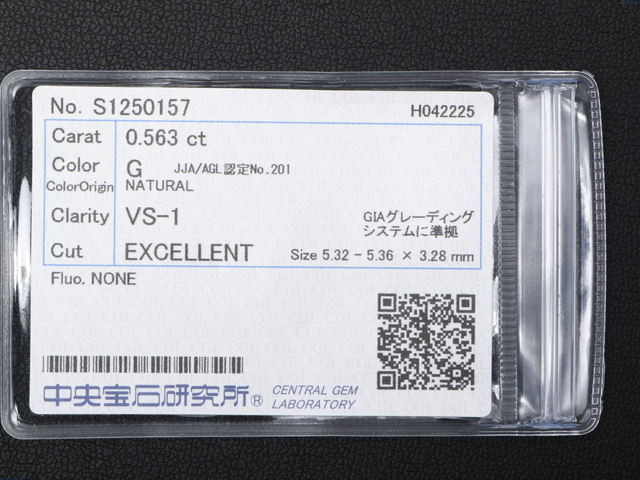 No. S1250157 H042225
Carat 0.563 ct
Color G JJA/AGL認定No.201
ColorOrigin NATURAL
Clarity VS-1 GIAグレーディング
システムに準拠
Cut EXCELLENT Size 5.32 - 5.36 × 3.28 mm
Fluo. NONE
中央宝石研究所® CENTRAL GEM
LABORATORY